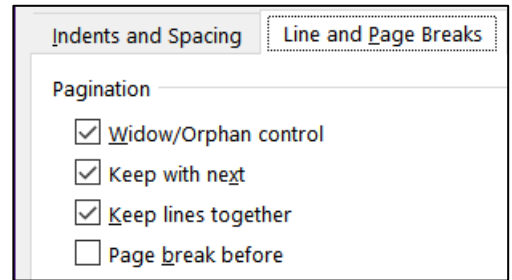 Indents and Spacing Line and Page Breaks
Pagination
Widow/Orphan control
Keep with next
Keep lines together
Page break before